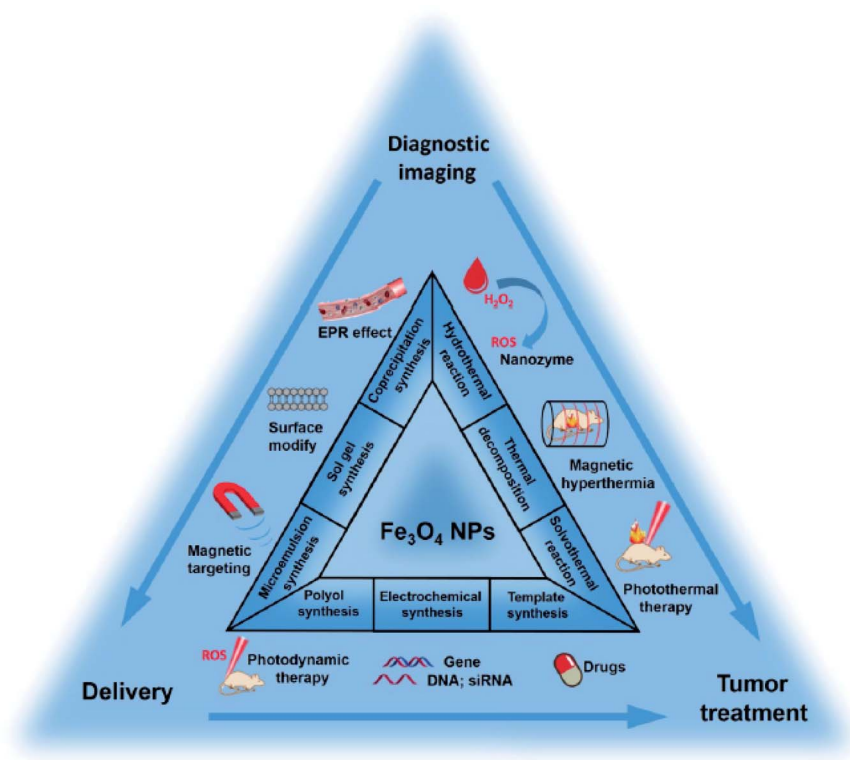 Diagnostic
imaging
H₂O₂
EPR effect
ROS
Nanozyme
Coprecipitation
synthesis
Hydrothermal
reaction
Surface
modify
Sol gel
synthesis
Thermal
decomposition
Magnetic
hyperthermia
Magnetic
targeting
Microemulsion
synthesis
Fe₃O₄ NPs
Solvothermal
reaction
Photothermal
therapy
Polyol
synthesis
Electrochemical
synthesis
Template
synthesis
ROS
Photodynamic
therapy
Gene
DNA; siRNA
Drugs
Delivery
Tumor
treatment